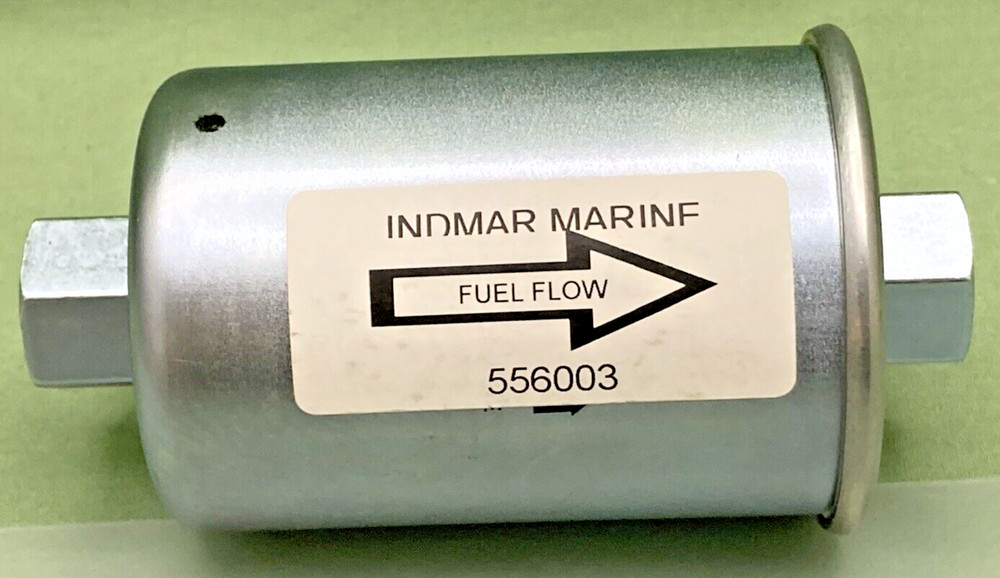 INDMAR MARINE
FUEL FLOW
556003